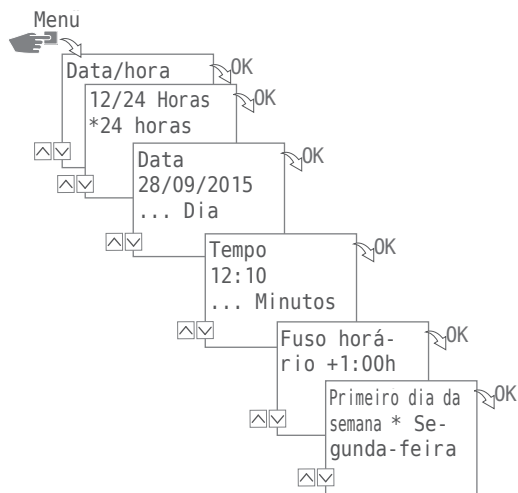 Menu
Data/hora
OK
12/24 Horas
*24 horas
OK
Data
28/09/2015
... Dia
OK
Tempo
12:10
... Minutos
OK
Fuso horá-
rio +1:00h
OK
Primeiro dia da
semana * Se-
gunda-feira
OK